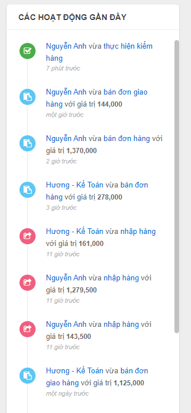 CÁC HOẠT ĐỘNG GẦN ĐÂY
Nguyễn Anh vừa thực hiện kiểm
hàng
7 phút trước
Nguyễn Anh vừa bán đơn giao
hàng với giá trị 144,000
một giờ trước
Nguyễn Anh vừa bán đơn hàng với
giá trị 1,370,000
2 giờ trước
Hương - Kế Toán vừa bán đơn
hàng với giá trị 278,000
3 giờ trước
Hương - Kế Toán vừa nhập hàng
với giá trị 161,000
11 giờ trước
Nguyễn Anh vừa nhập hàng với
giá trị 1,279,500
11 giờ trước
Nguyễn Anh vừa nhập hàng với
giá trị 143,500
11 giờ trước
Hương - Kế Toán vừa bán đơn
giao hàng với giá trị 1,125,000
một ngày trước